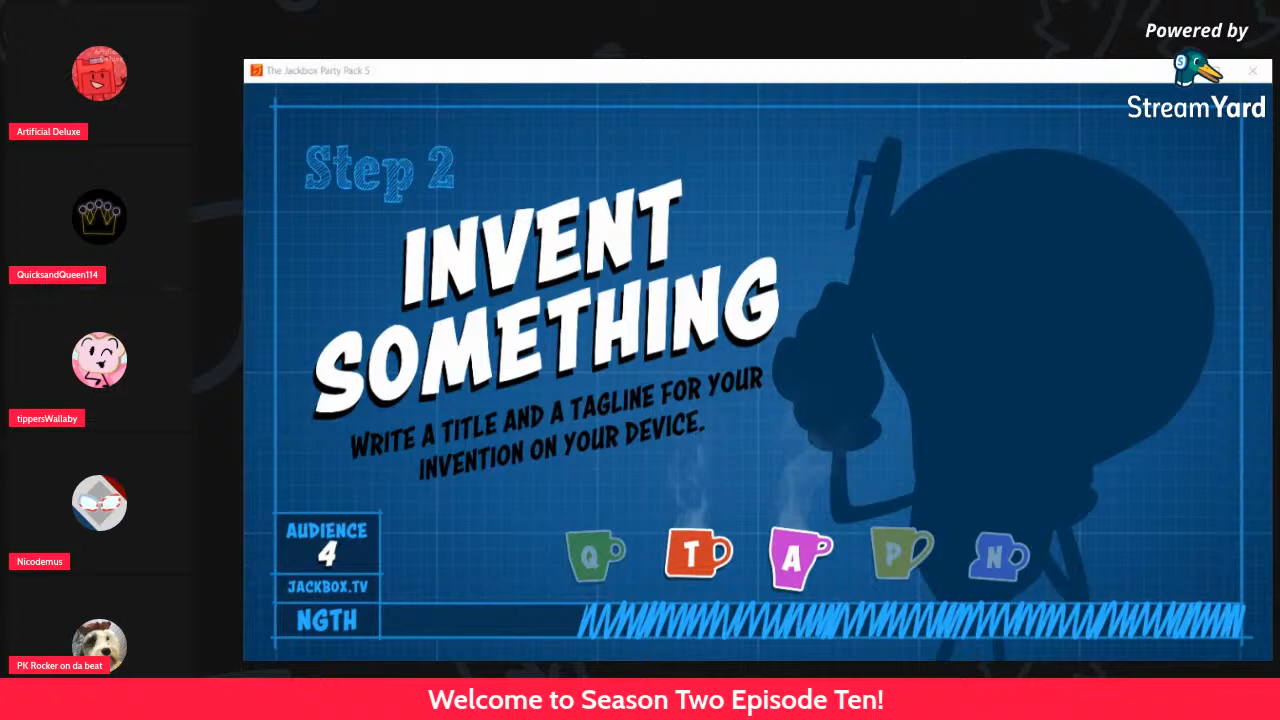 Powered by
StreamYard
The Jackbox Party Pack 5
Artificial Deluxe
QuicksandQueen114
tippersWallaby
Nicodemus
PK Rocker on da beat
Step 2
INVENT
SOMETHING
WRITE A TITLE AND A TAGLINE FOR YOUR
INVENTION ON YOUR DEVICE.
AUDIENCE
4
JACKBOX.TV
NGTH
Q T A P N
Welcome to Season Two Episode Ten!